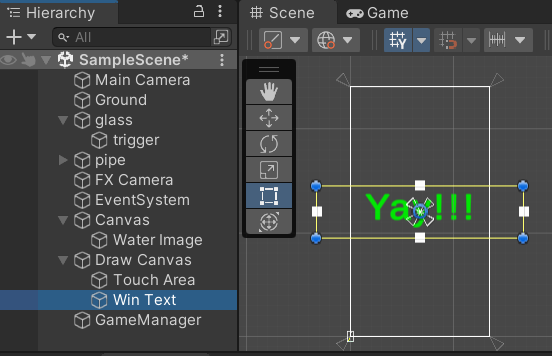 Hierarchy
All
SampleScene*
Main Camera
Ground
glass
trigger
pipe
FX Camera
EventSystem
Canvas
Water Image
Draw Canvas
Touch Area
Win Text
GameManager
Scene
Game
Y
Yay!!!